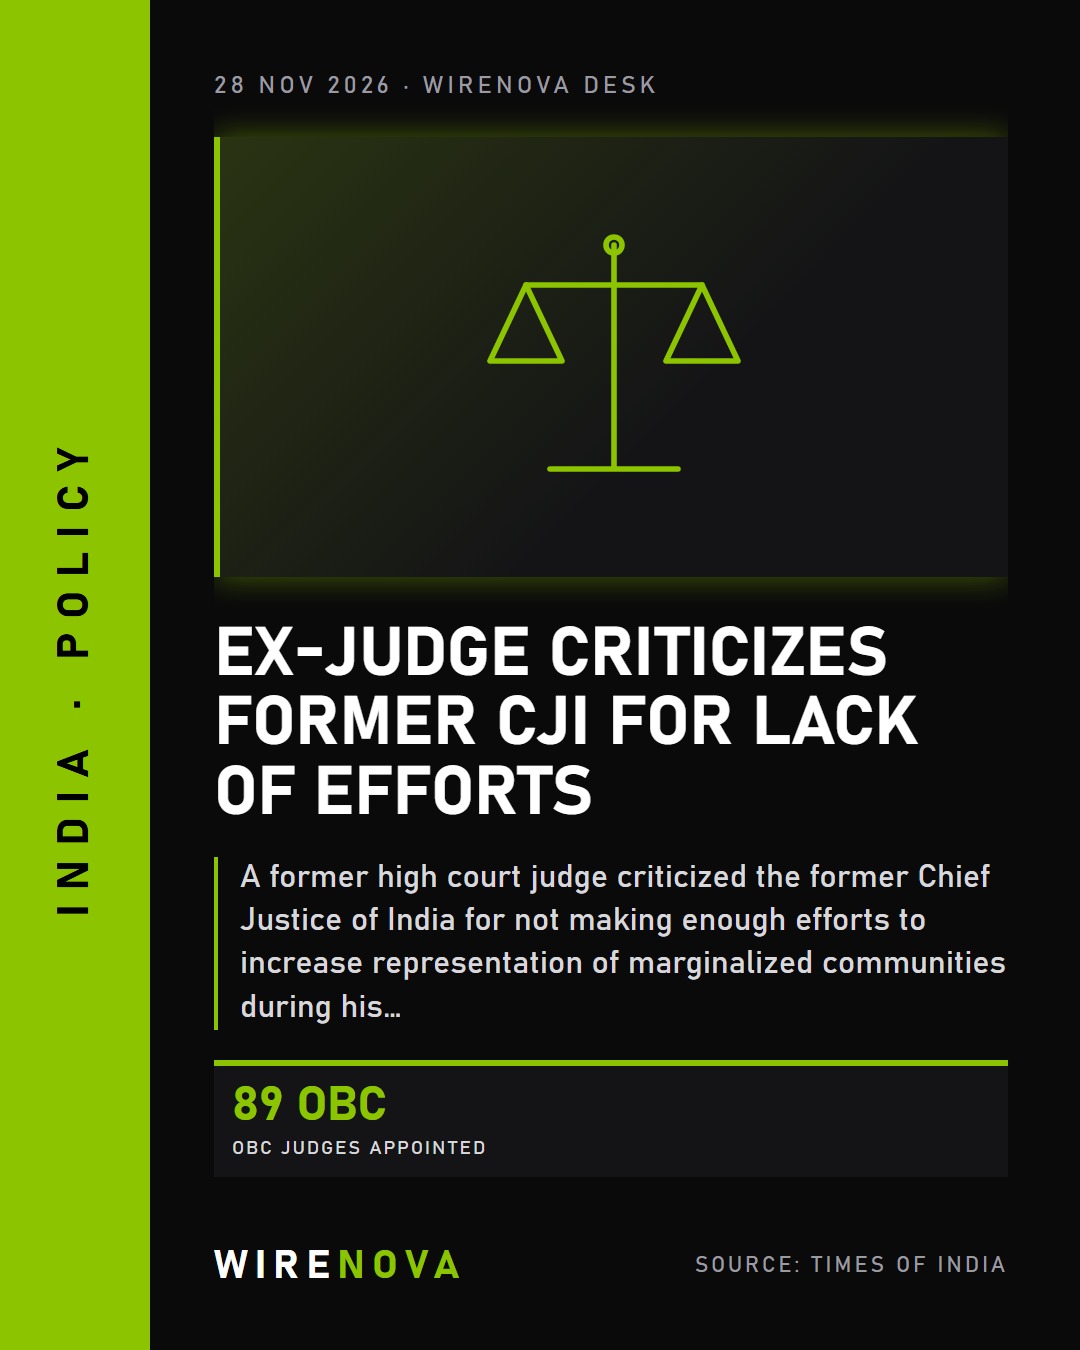 INDIA · POLICY
28 NOV 2026 · WIRENOVA DESK
EX-JUDGE CRITICIZES
FORMER CJI FOR LACK
OF EFFORTS
A former high court judge criticized the former Chief
Justice of India for not making enough efforts to
increase representation of marginalized communities
during his…
89 OBC
OBC JUDGES APPOINTED
WIRENOVA
SOURCE: TIMES OF INDIA